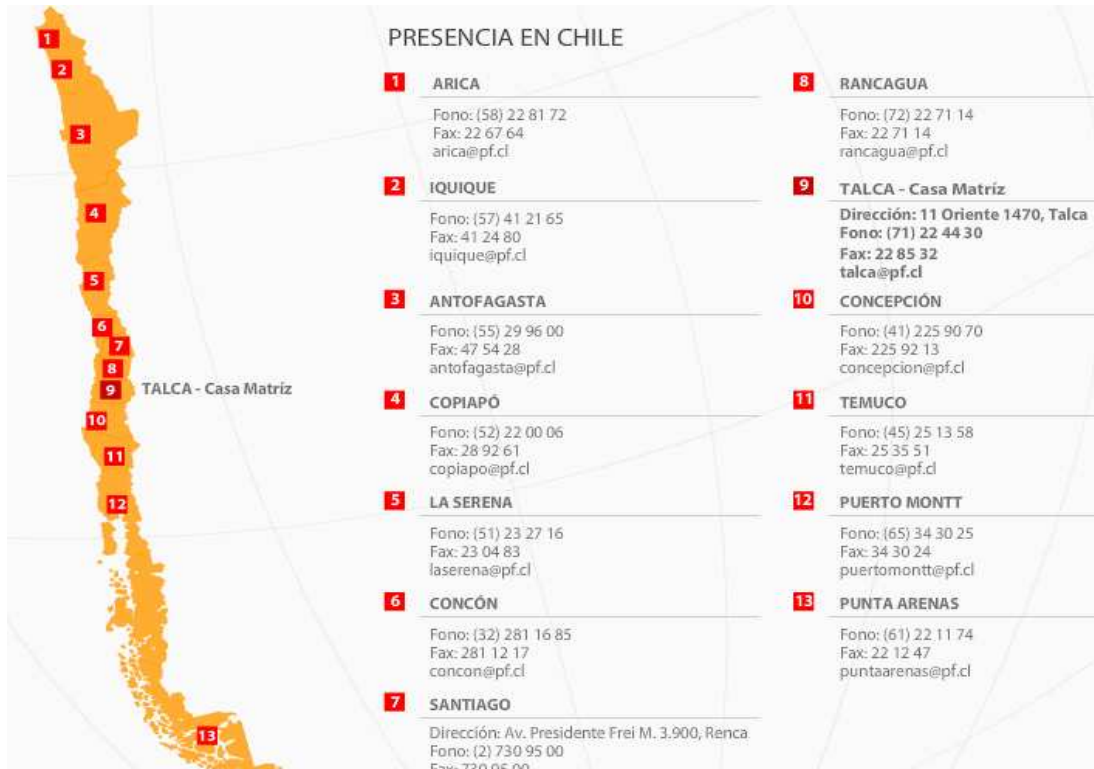 PRESENCIA EN CHILE
1 ARICA
Fono: (58) 22 81 72
Fax: 22 67 64
arica@pf.cl
2 IQUIQUE
Fono: (57) 41 21 65
Fax: 41 24 80
iquique@pf.cl
3 ANTOFAGASTA
Fono: (55) 29 96 00
Fax: 47 54 28
antofagasta@pf.cl
4 COPIAPÓ
Fono: (52) 22 00 06
Fax: 28 92 61
copiapo@pf.cl
5 LA SERENA
Fono: (51) 23 27 16
Fax: 23 04 83
laserena@pf.cl
6 CONCÓN
Fono: (32) 281 16 85
Fax: 281 12 17
concon@pf.cl
7 SANTIAGO
Dirección: Av. Presidente Frei M. 3.900, Renca
Fono: (2) 730 95 00
Fax: 730 95 00
8 RANCAGUA
Fono: (72) 22 71 14
Fax: 22 71 14
rancagua@pf.cl
9 TALCA - Casa Matríz
Dirección: 11 Oriente 1470, Talca
Fono: (71) 22 44 30
Fax: 22 85 32
talca@pf.cl
10 CONCEPCIÓN
Fono: (41) 225 90 70
Fax: 225 92 13
concepcion@pf.cl
11 TEMUCO
Fono: (45) 25 13 58
Fax: 25 35 51
temuco@pf.cl
12 PUERTO MONTT
Fono: (65) 34 30 25
Fax: 34 30 24
puertomontt@pf.cl
13 PUNTA ARENAS
Fono: (61) 22 11 74
Fax: 22 12 47
puntaarenas@pf.cl
1
2
3
4
5
6
7
8
9 TALCA - Casa Matríz
10
11
12
13